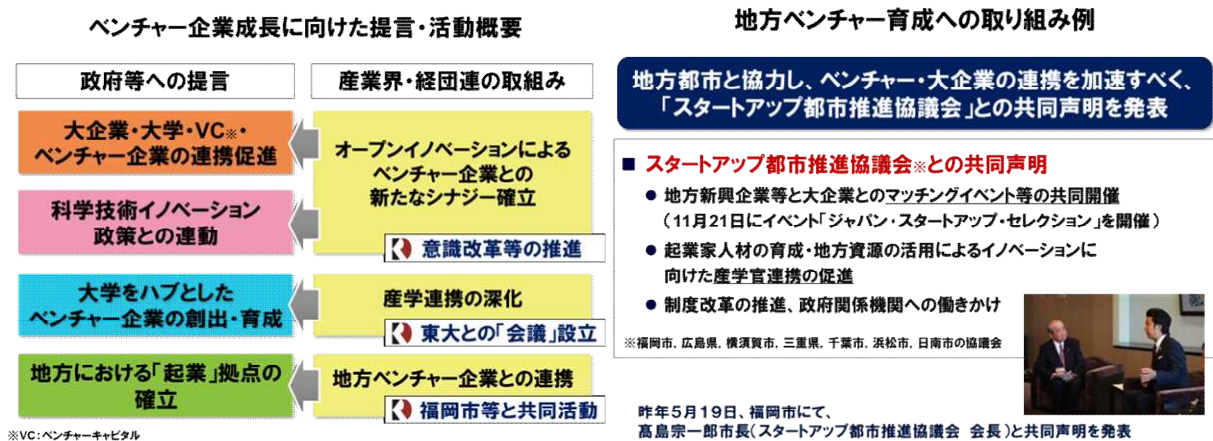 ベンチャー企業成長に向けた提言・活動概要
政府等への提言
産業界・経団連の取組み
大企業・大学・VC※・
ベンチャー企業の連携促進
科学技術イノベーション
政策との連動
オープンイノベーションによる
ベンチャー企業との
新たなシナジー確立
意識改革等の推進
大学をハブとした
ベンチャー企業の創出・育成
産学連携の深化
東大との「会議」設立
地方における「起業」拠点の
確立
地方ベンチャー企業との連携
福岡市等と共同活動
※VC：ベンチャーキャピタル
地方ベンチャー育成への取り組み例
地方都市と協力し、ベンチャー・大企業の連携を加速すべく、
「スタートアップ都市推進協議会」との共同声明を発表
■ スタートアップ都市推進協議会※との共同声明
● 地方新興企業等と大企業とのマッチングイベント等の共同開催
（11月21日にイベント「ジャパン・スタートアップ・セレクション」を開催）
● 起業家人材の育成・地方資源の活用によるイノベーションに
向けた産学官連携の促進
● 制度改革の推進、政府関係機関への働きかけ
※福岡市，広島県，横須賀市，三重県，千葉市，浜松市，日南市の協議会
昨年５月１９日、福岡市にて、
髙島宗一郎市長（スタートアップ都市推進協議会　会長）と共同声明を発表